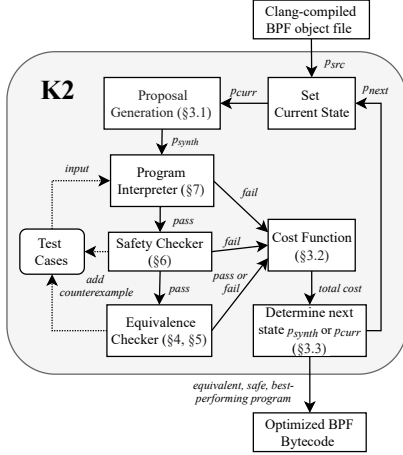 Clang-compiled
BPF object file
p_src
K2
Proposal
Generation (§3.1)
p_curr
Set
Current State
p_next
p_synth
input
Program
Interpreter (§7)
fail
pass
Test
Cases
Safety Checker
(§6)
fail
Cost Function
(§3.2)
add
counterexample
pass
pass or
fail
total cost
Equivalence
Checker (§4, §5)
Determine next
state p_synth or p_curr
(§3.3)
equivalent, safe, best-
performing program
Optimized BPF
Bytecode